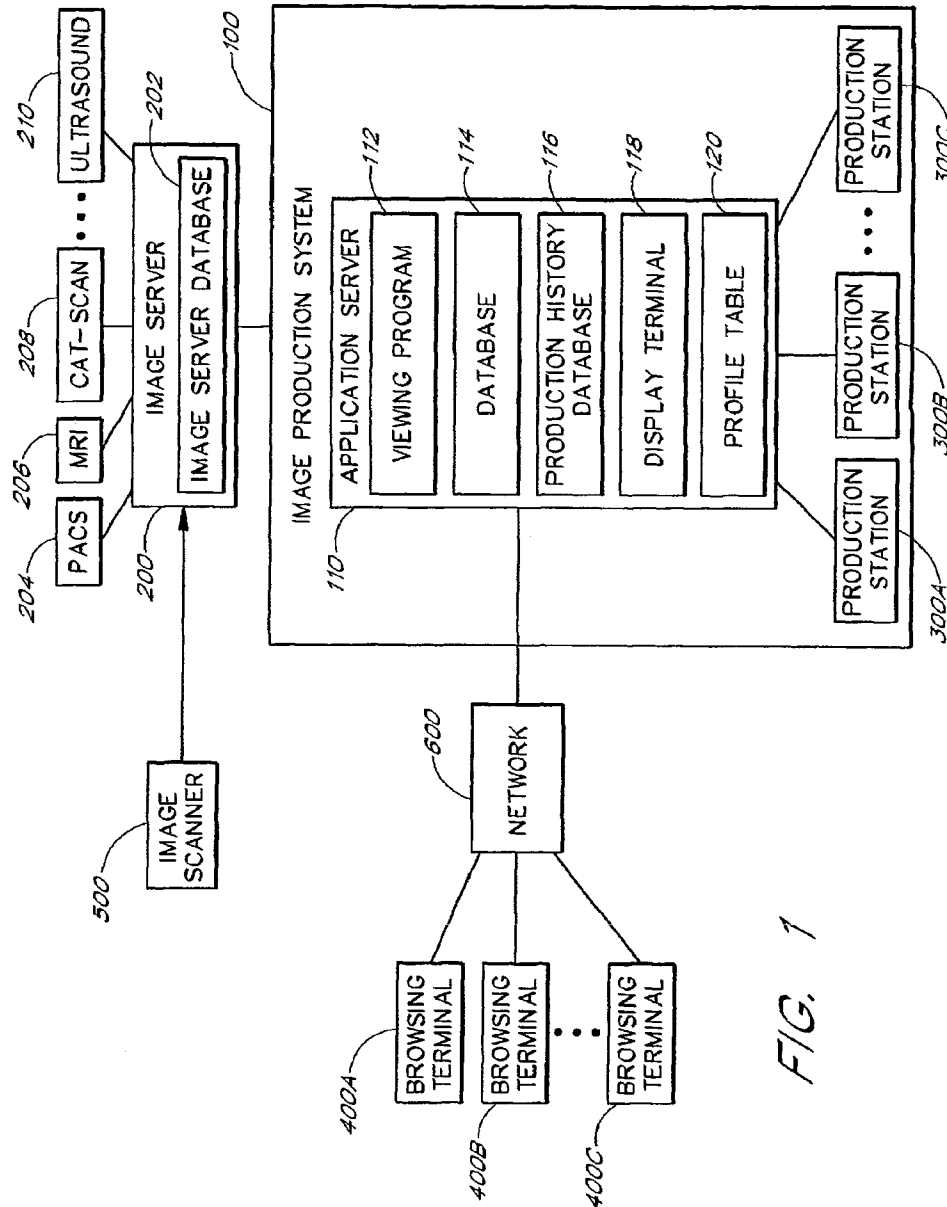 204
PACS
206
MRI
208
CAT-SCAN
210
ULTRASOUND
500
IMAGE
SCANNER
200
IMAGE SERVER
IMAGE SERVER DATABASE
202
100
IMAGE PRODUCTION SYSTEM
110
APPLICATION SERVER
VIEWING PROGRAM
112
DATABASE
114
PRODUCTION HISTORY
DATABASE
116
DISPLAY TERMINAL
118
PROFILE TABLE
120
PRODUCTION
STATION
300A
PRODUCTION
STATION
300B
PRODUCTION
STATION
300C
600
NETWORK
400A
BROWSING
TERMINAL
400B
BROWSING
TERMINAL
400C
BROWSING
TERMINAL
FIG. 1